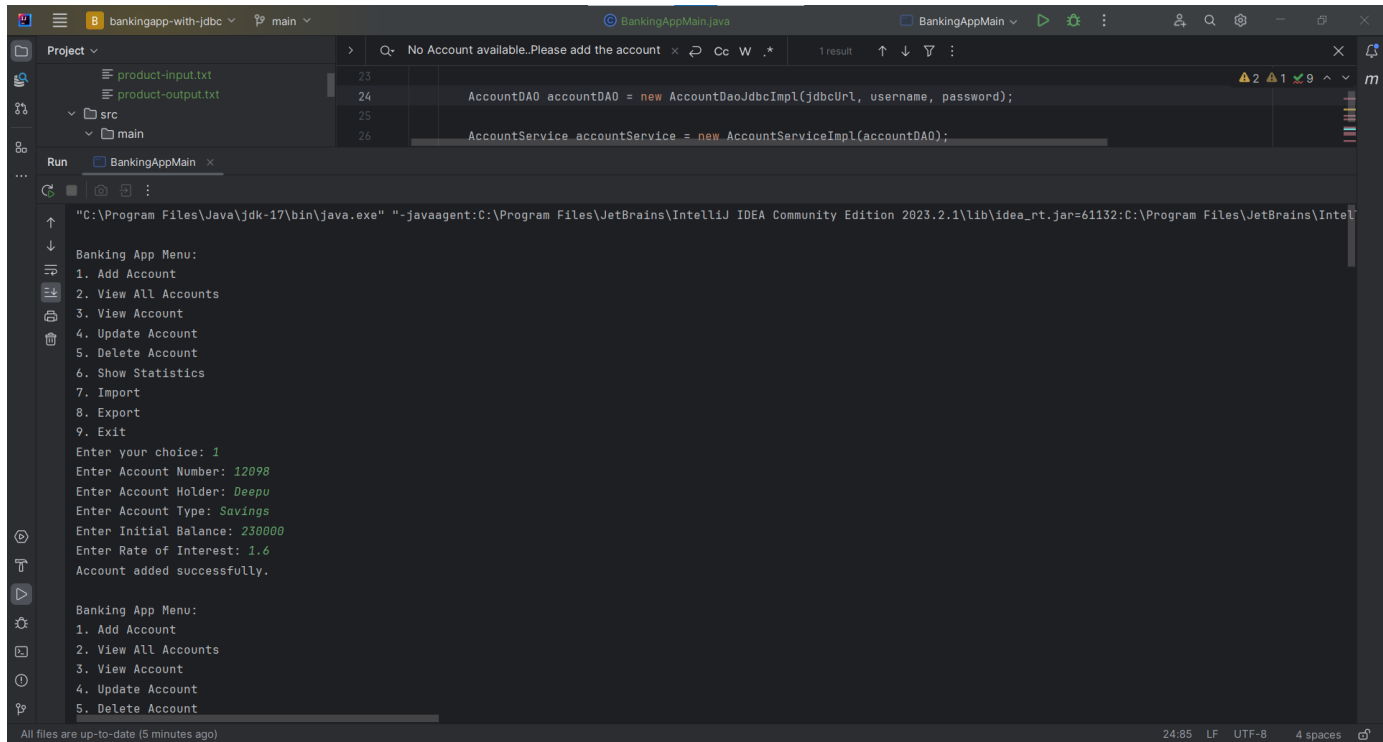 B bankingapp-with-jdbc main BankingAppMain.java BankingAppMain
Project No Account available..Please add the account Cc W .* 1 result
product-input.txt
product-output.txt
src
main
23
24 AccountDAO accountDAO = new AccountDaoJdbcImpl(jdbcUrl, username, password);
25
26 AccountService accountService = new AccountServiceImpl(accountDAO);
2 1 9
m
Run BankingAppMain
"C:\Program Files\Java\jdk-17\bin\java.exe" "-javaagent:C:\Program Files\JetBrains\IntelliJ IDEA Community Edition 2023.2.1\lib\idea_rt.jar=61132:C:\Program Files\JetBrains\Intel
Banking App Menu:
1. Add Account
2. View All Accounts
3. View Account
4. Update Account
5. Delete Account
6. Show Statistics
7. Import
8. Export
9. Exit
Enter your choice: 1
Enter Account Number: 12098
Enter Account Holder: Deepu
Enter Account Type: Savings
Enter Initial Balance: 230000
Enter Rate of Interest: 1.6
Account added successfully.
Banking App Menu:
1. Add Account
2. View All Accounts
3. View Account
4. Update Account
5. Delete Account
All files are up-to-date (5 minutes ago) 24:85 LF UTF-8 4 spaces